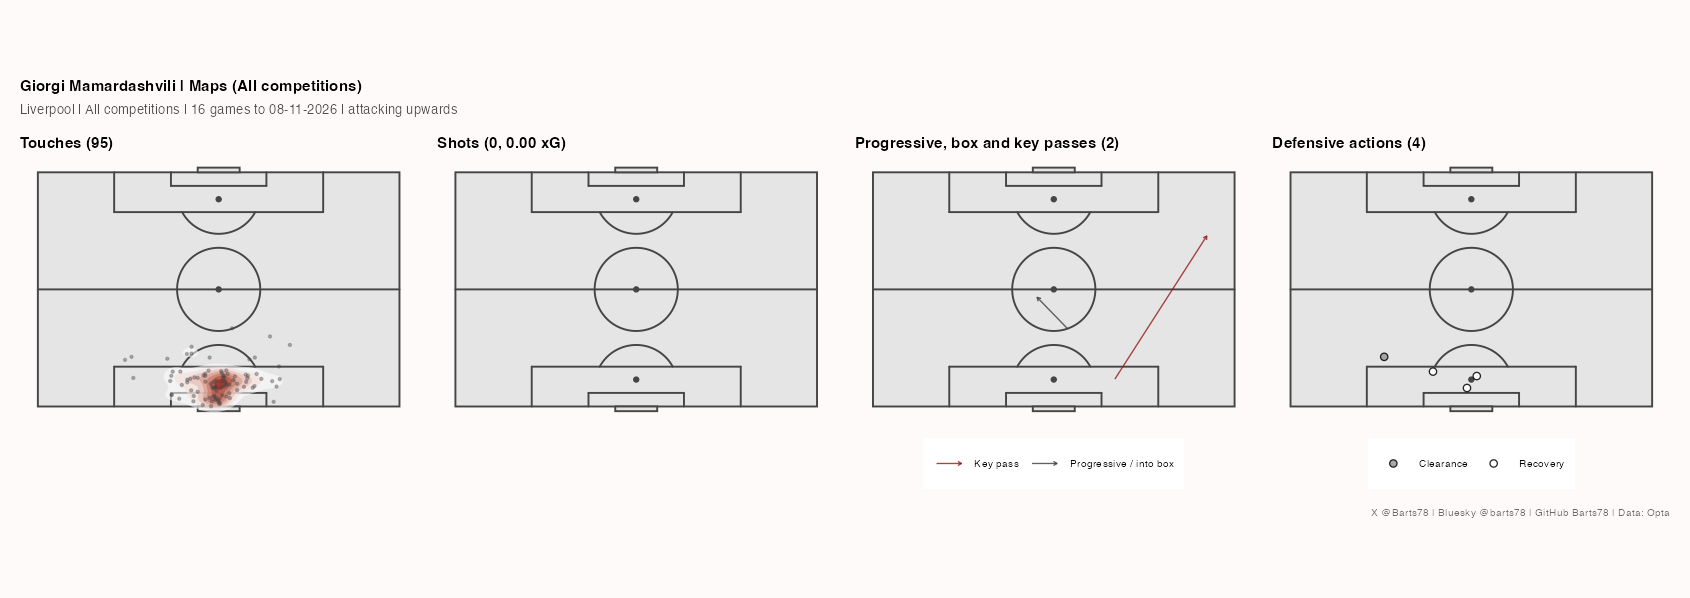 Giorgi Mamardashvili | Maps (All competitions)
Liverpool | All competitions | 16 games to 08-11-2026 | attacking upwards
Touches (95)
Shots (0, 0.00 xG)
Progressive, box and key passes (2)
Defensive actions (4)
Key pass
Progressive / into box
Clearance
Recovery
X @Barts78 | Bluesky @barts78 | GitHub Barts78 | Data: Opta